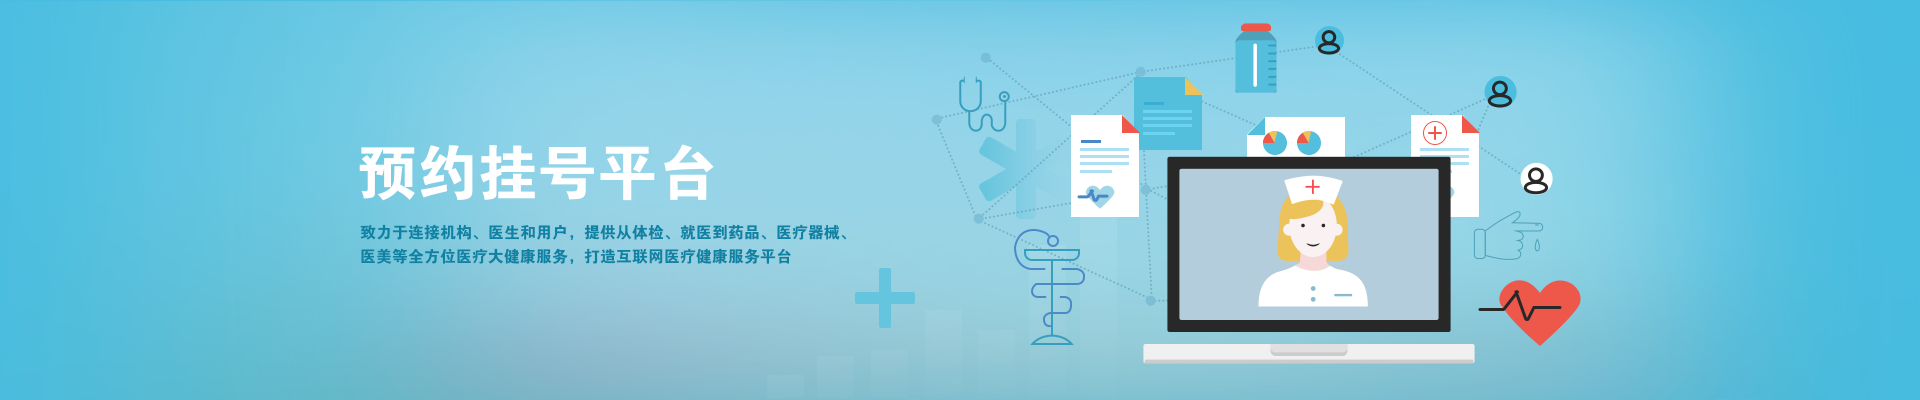 预约挂号平台
致力于连接机构、医生和用户，提供从体检、就医到药品、医疗器械、
医美等全方位医疗大健康服务，打造互联网医疗健康服务平台